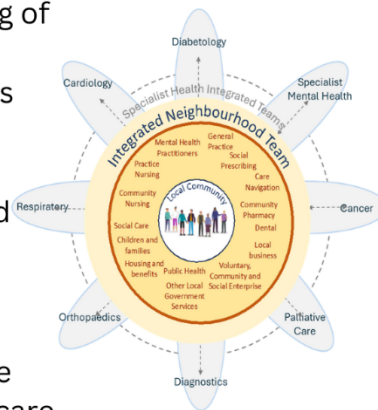 g of
s
d
e
care
Diabetology
Cardiology
Specialist
Mental Health
Specialist Health Integrated Teams
Integrated Neighbourhood Team
Respiratory
Cancer
Orthopaedics
Palliative
Care
Diagnostics
Mental Health
Practitioners
General
Practice
Social
Prescribing
Practice
Nursing
Care
Navigation
Community
Nursing
Local Community
Community
Pharmacy
Dental
Social Care
Local
business
Children and
families
Housing and
benefits
Public Health
Voluntary,
Community and
Social Enterprise
Other Local
Government
Services